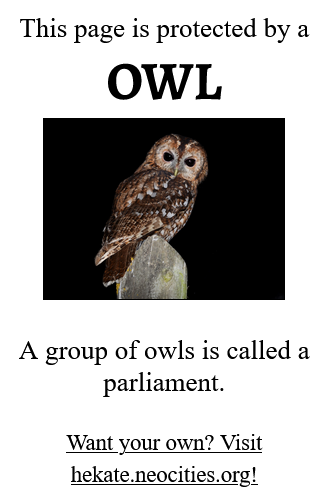 This page is protected by a
OWL
A group of owls is called a
parliament.
Want your own? Visit
hekate.neocities.org!